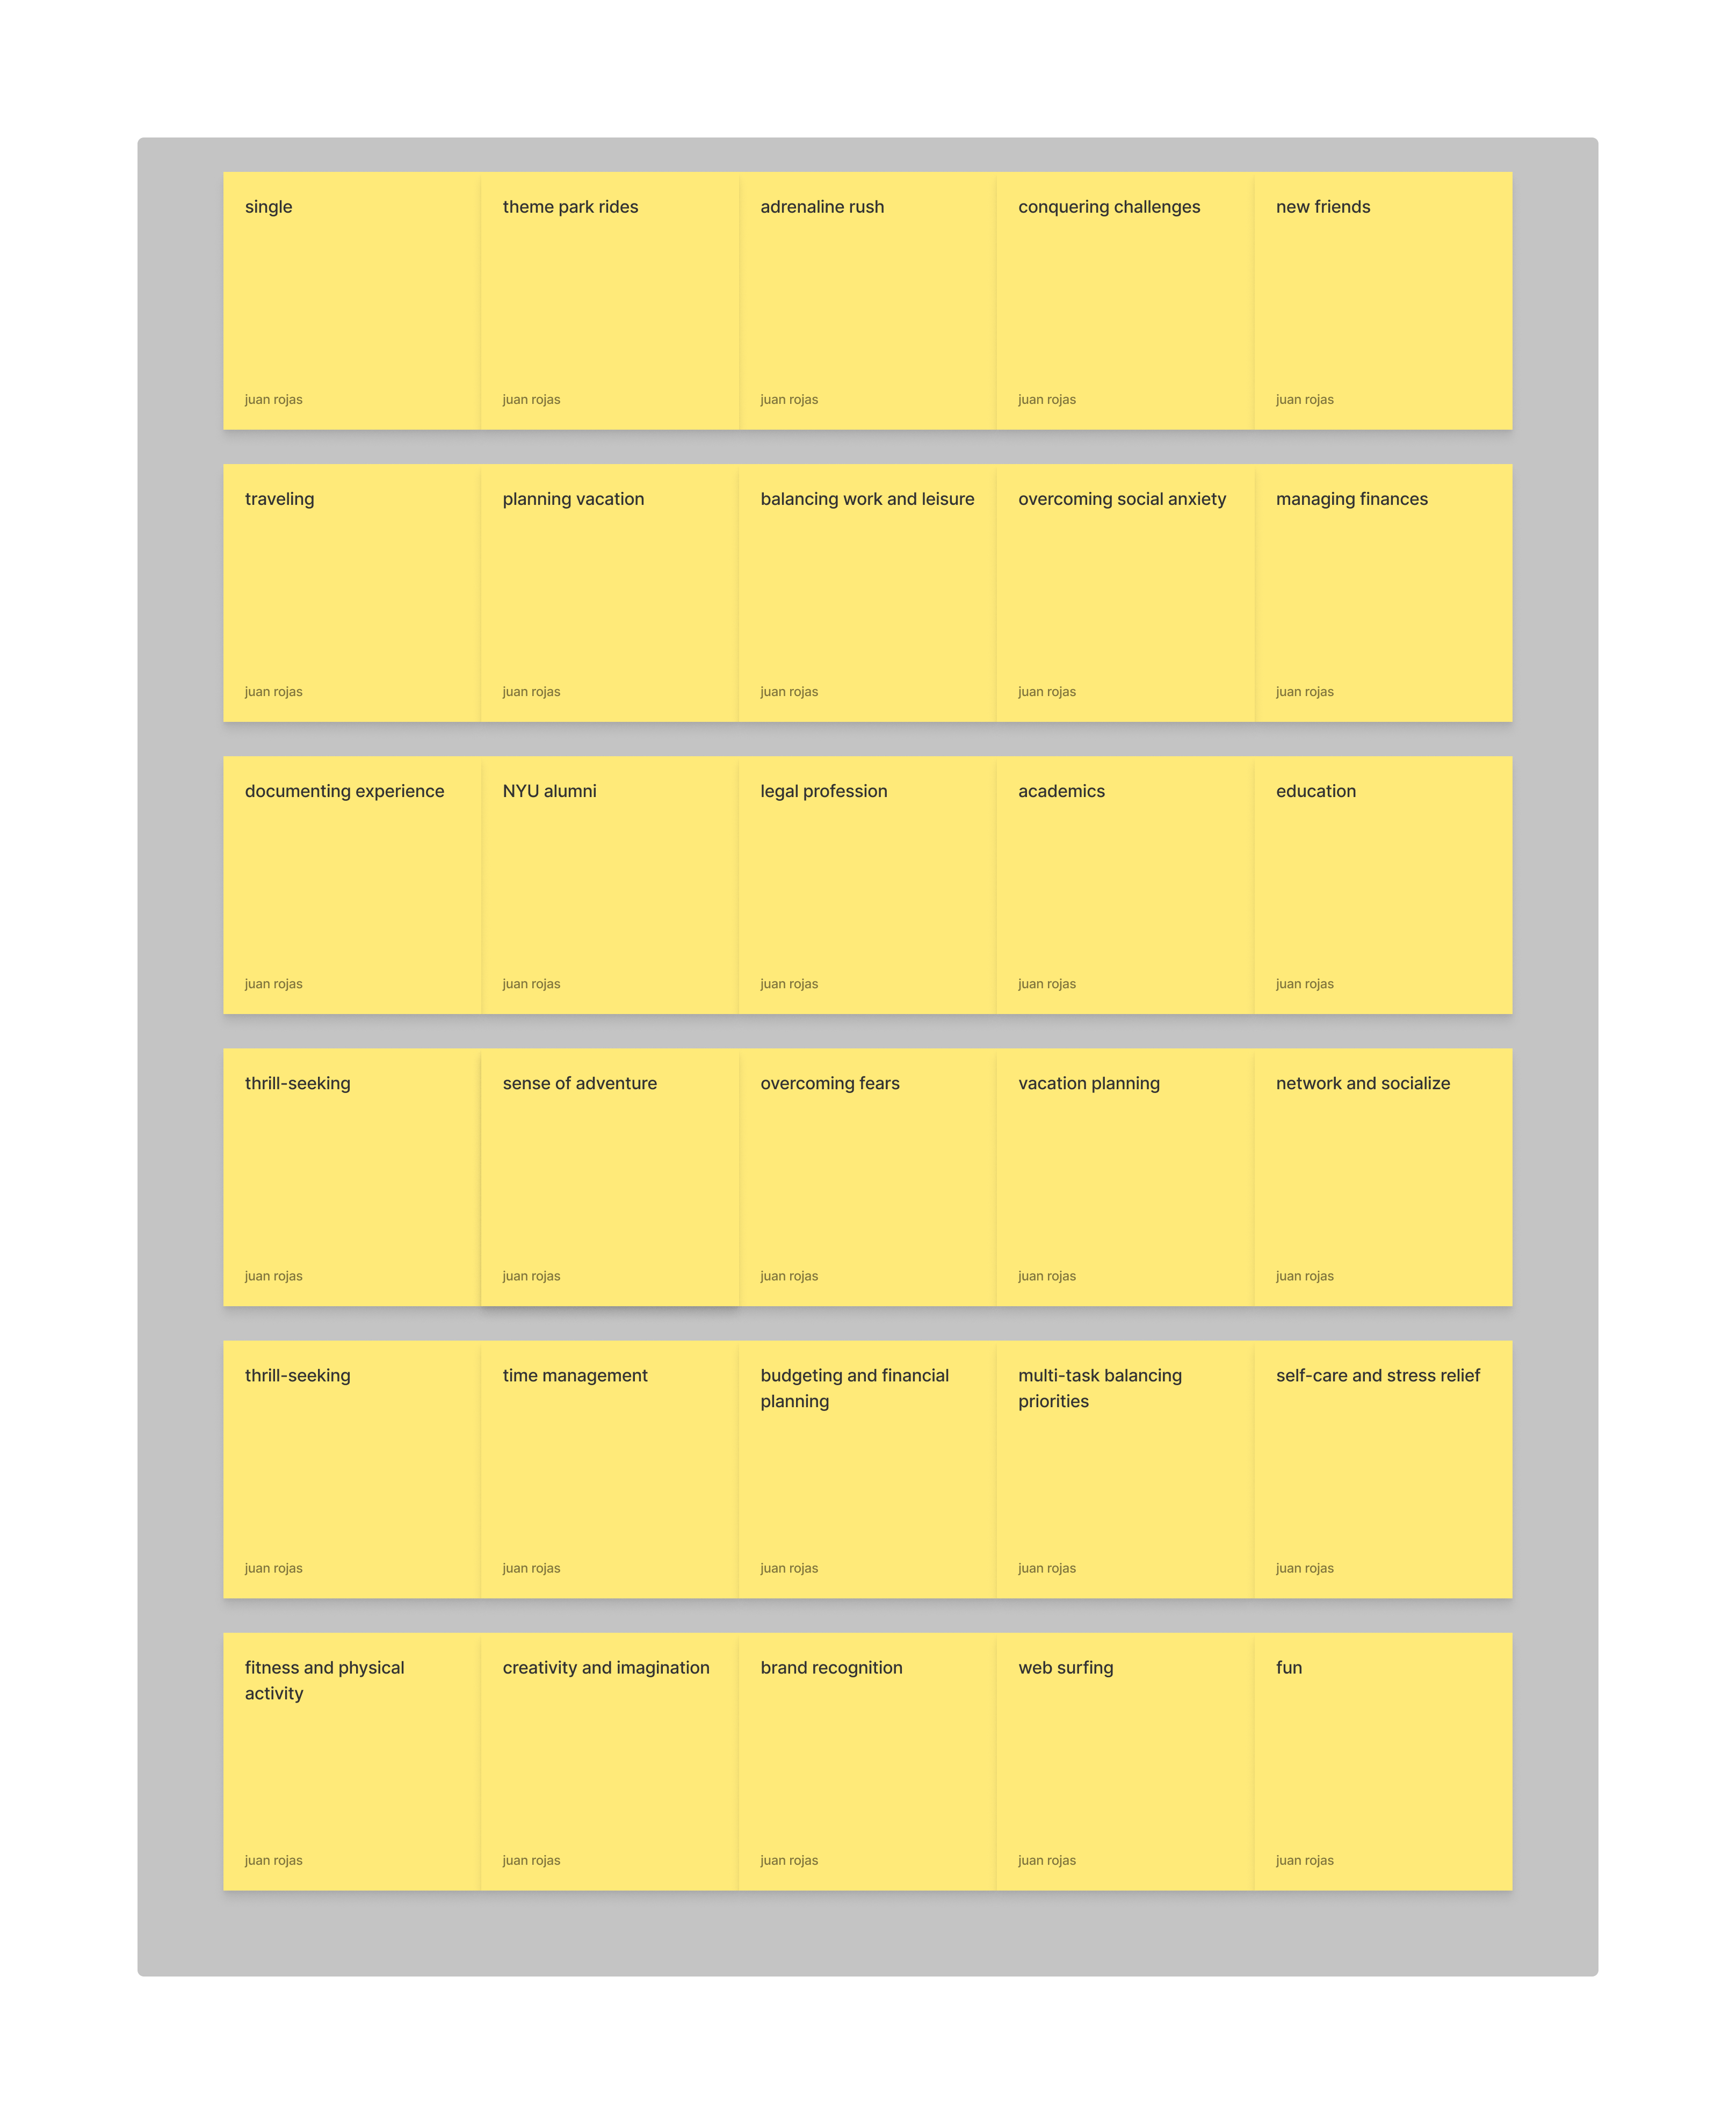 single
theme park rides
adrenaline rush
conquering challenges
new friends
juan rojas
juan rojas
juan rojas
juan rojas
juan rojas
traveling
planning vacation
balancing work and leisure
overcoming social anxiety
managing finances
juan rojas
juan rojas
juan rojas
juan rojas
juan rojas
documenting experience
NYU alumni
legal profession
academics
education
juan rojas
juan rojas
juan rojas
juan rojas
juan rojas
thrill-seeking
sense of adventure
overcoming fears
vacation planning
network and socialize
juan rojas
juan rojas
juan rojas
juan rojas
juan rojas
thrill-seeking
time management
budgeting and financial
planning
multi-task balancing
priorities
self-care and stress relief
juan rojas
juan rojas
juan rojas
juan rojas
juan rojas
fitness and physical
activity
creativity and imagination
brand recognition
web surfing
fun
juan rojas
juan rojas
juan rojas
juan rojas
juan rojas